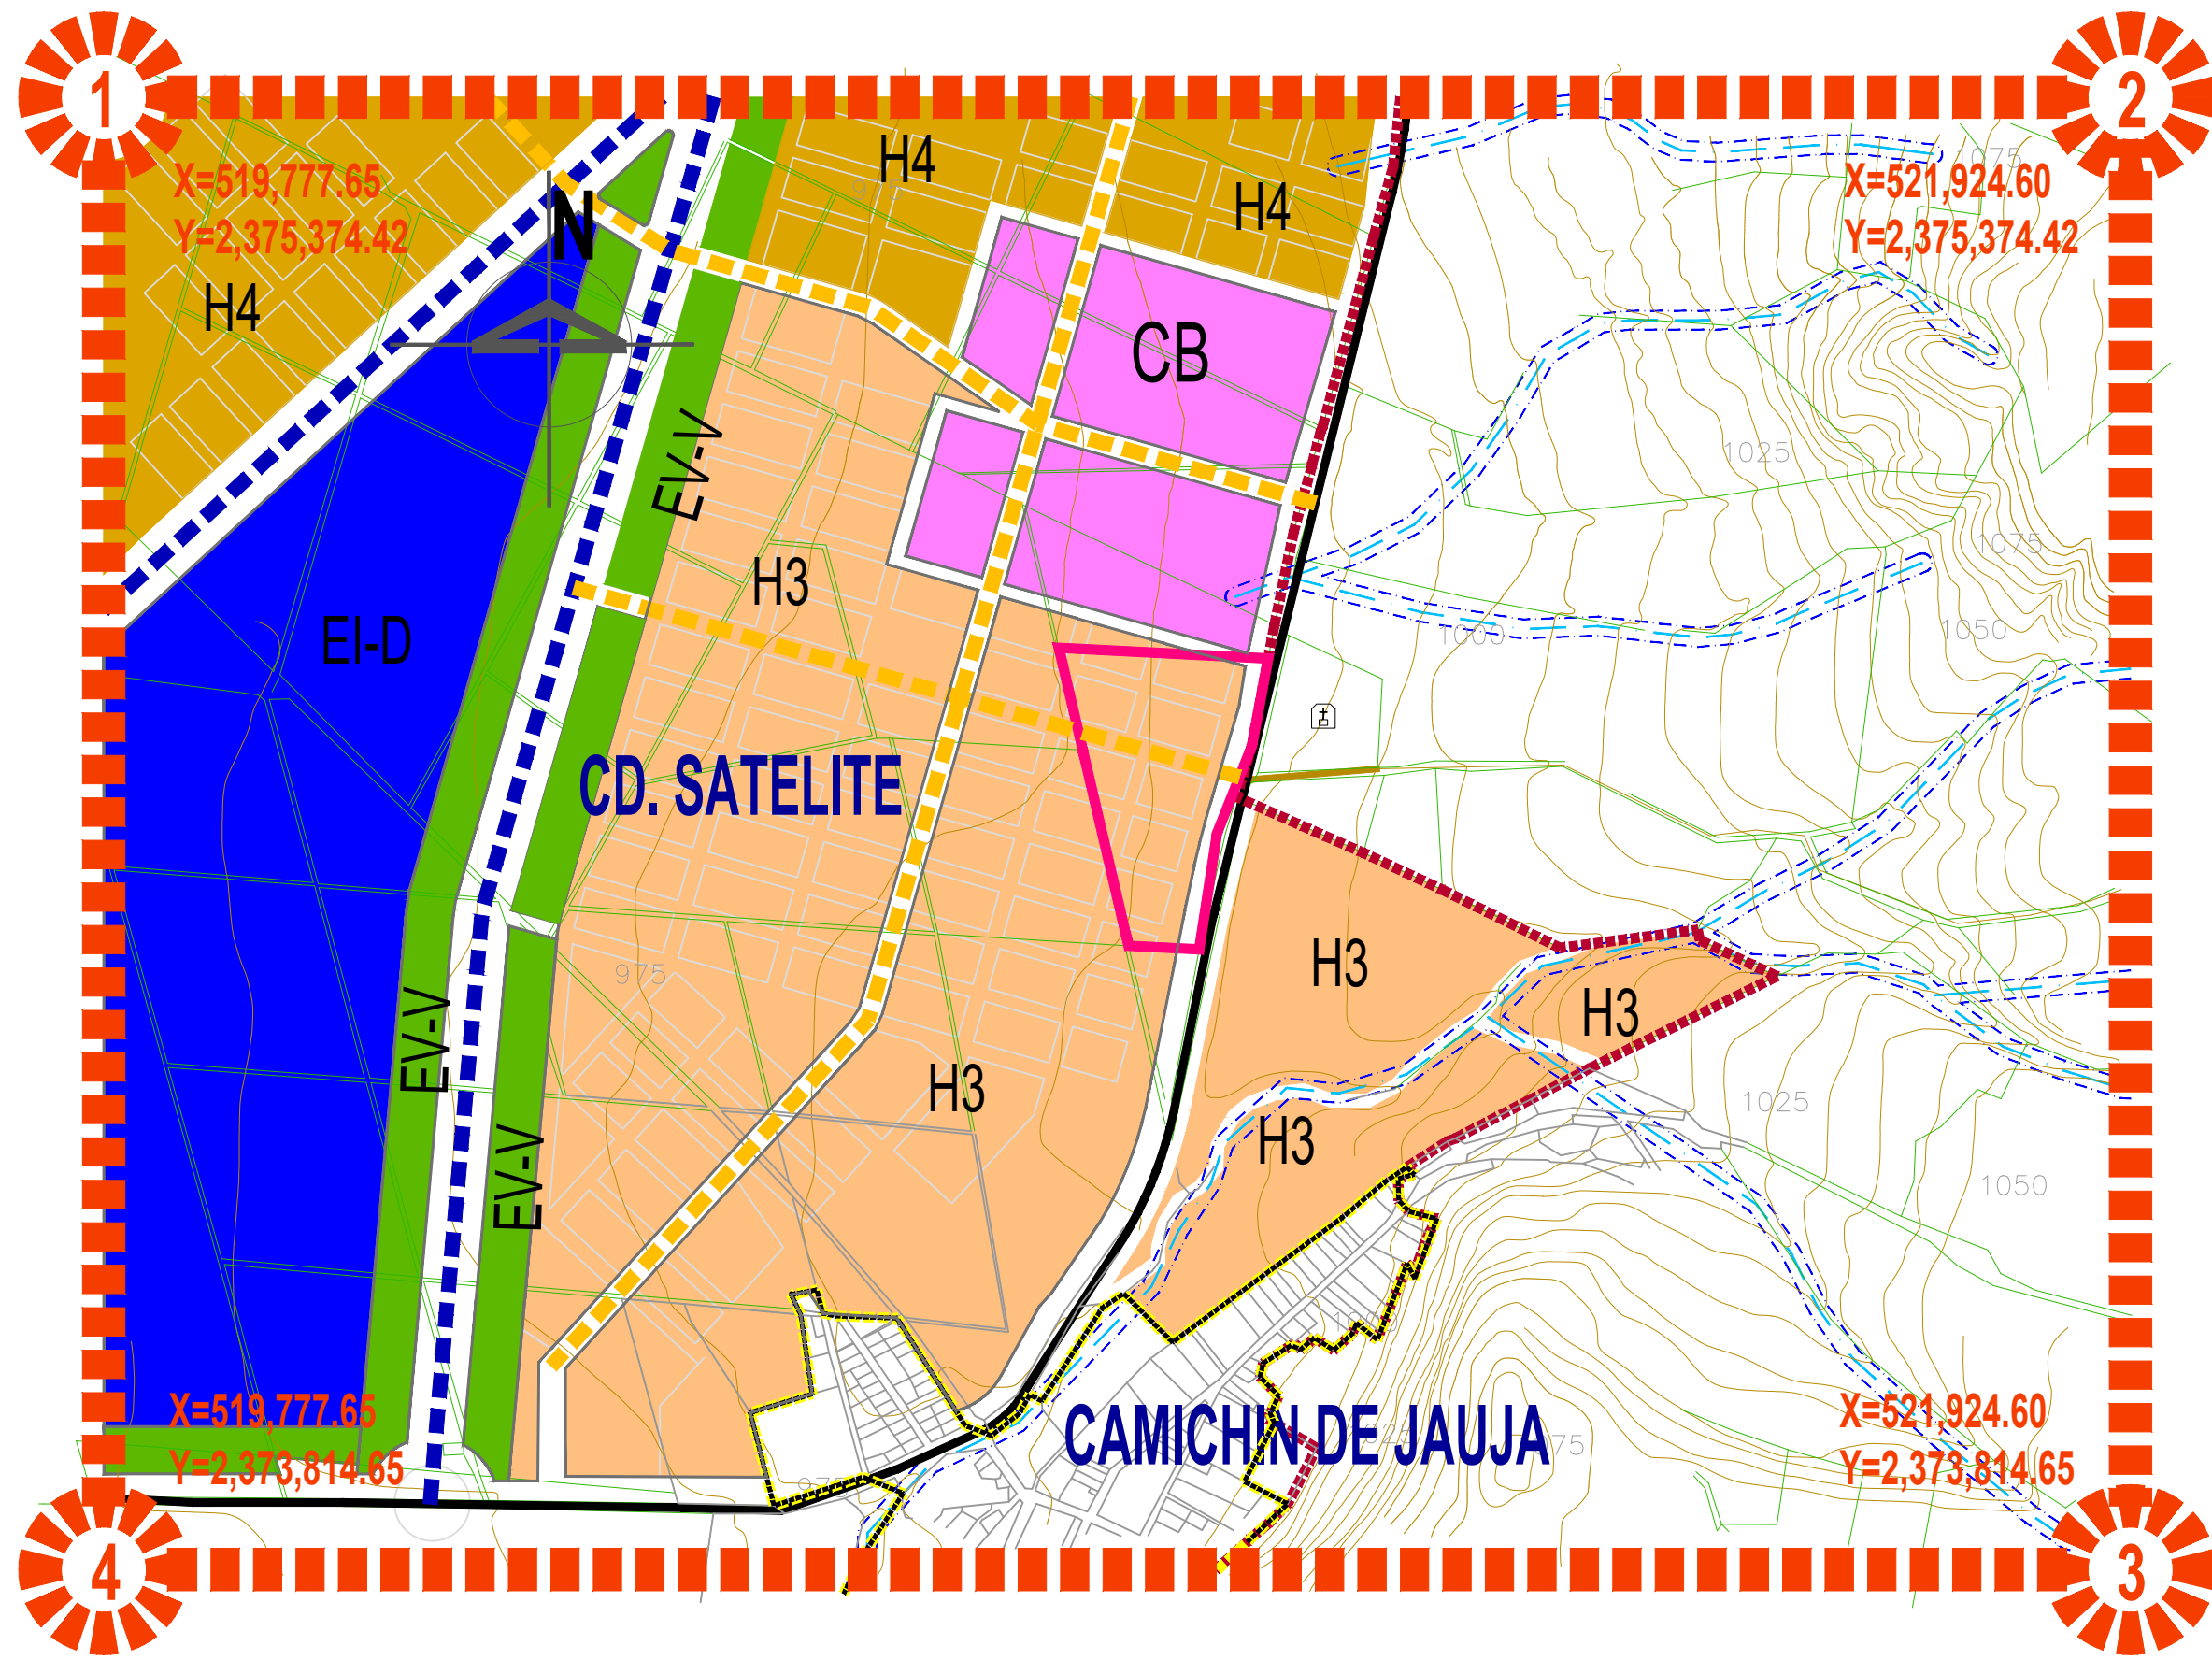 1
2
X=519,777.65
Y=2,375,374.42
X=521,924.60
Y=2,375,374.42
1075
H4
975
H4
N
H4
CB
EV-V
1025
1075
H3
EI-D
1000
1050
CD. SATELITE
H3
975
H3
EV-V
H3
1025
H3
EV-V
1050
X=519,777.65
Y=2,373,814.65
CAMICHIN DE JAUJA
X=521,924.60
Y=2,373,814.65
975
4
3